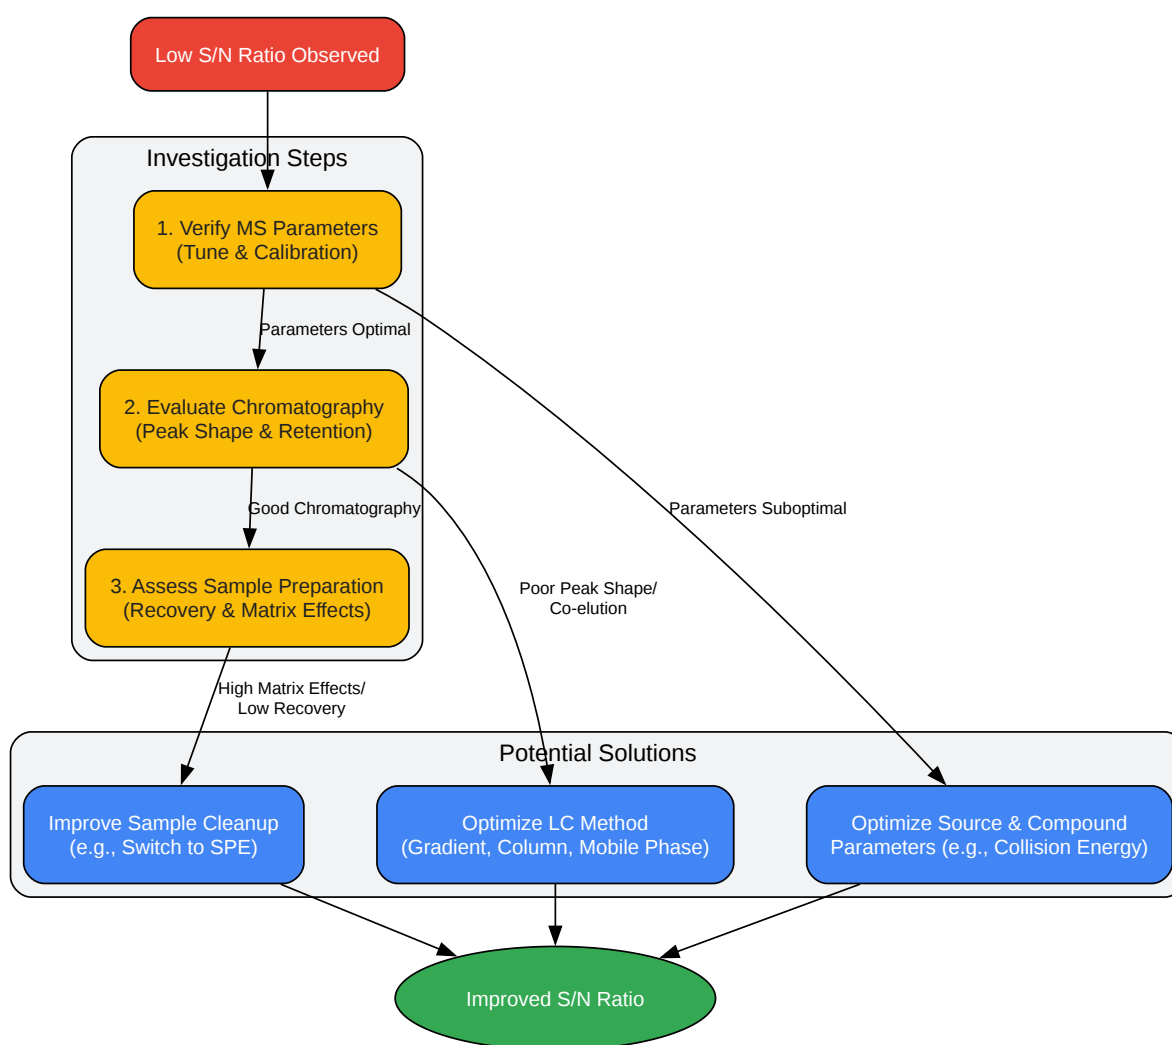 Low S/N Ratio Observed
Investigation Steps
1. Verify MS Parameters
(Tune & Calibration)
Parameters Optimal
2. Evaluate Chromatography
(Peak Shape & Retention)
Good Chromatography
Parameters Suboptimal
3. Assess Sample Preparation
(Recovery & Matrix Effects)
Poor Peak Shape/
Co-elution
High Matrix Effects/
Low Recovery
Potential Solutions
Improve Sample Cleanup
(e.g., Switch to SPE)
Optimize LC Method
(Gradient, Column, Mobile Phase)
Optimize Source & Compound
Parameters (e.g., Collision Energy)
Improved S/N Ratio